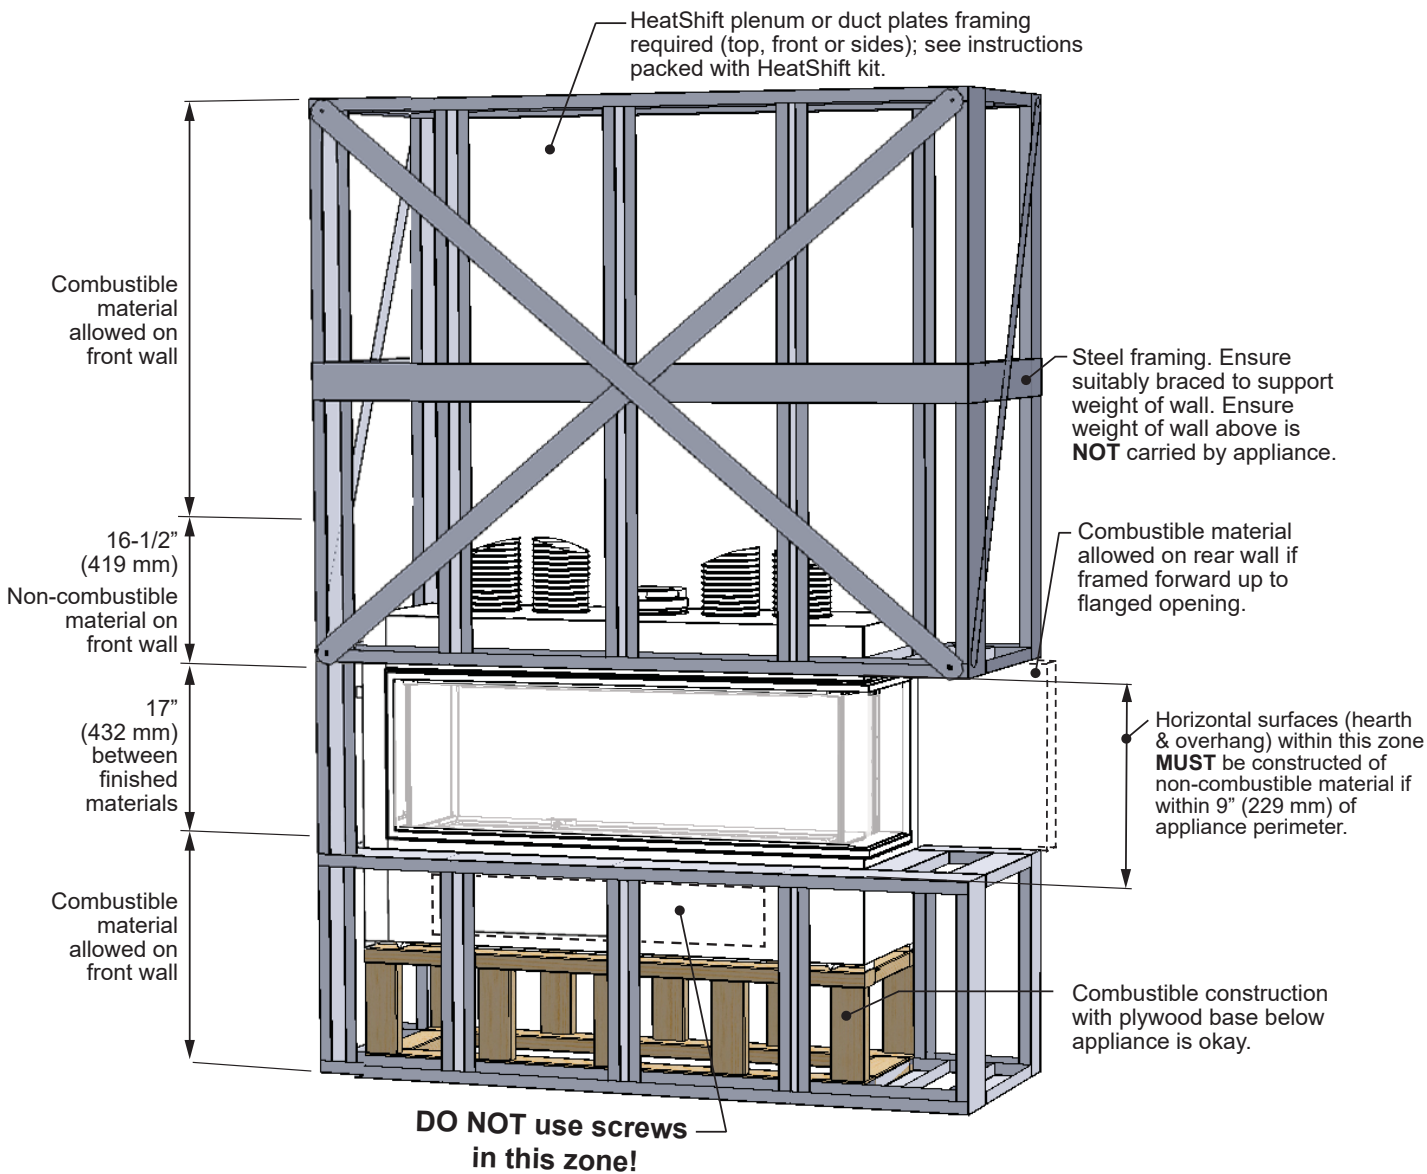 HeatShift plenum or duct plates framing
required (top, front or sides); see instructions
packed with HeatShift kit.
Combustible
material
allowed on
front wall
Steel framing. Ensure
suitably braced to support
weight of wall. Ensure
weight of wall above is
NOT carried by appliance.
16-1/2”
(419 mm)
Non-combustible
material on
front wall
Combustible material
allowed on rear wall if
framed forward up to
flanged opening.
17”
(432 mm)
between
finished
materials
Horizontal surfaces (hearth
& overhang) within this zone
MUST be constructed of
non-combustible material if
within 9” (229 mm) of
appliance perimeter.
Combustible
material
allowed on
front wall
Combustible construction
with plywood base below
appliance is okay.
DO NOT use screws
in this zone!